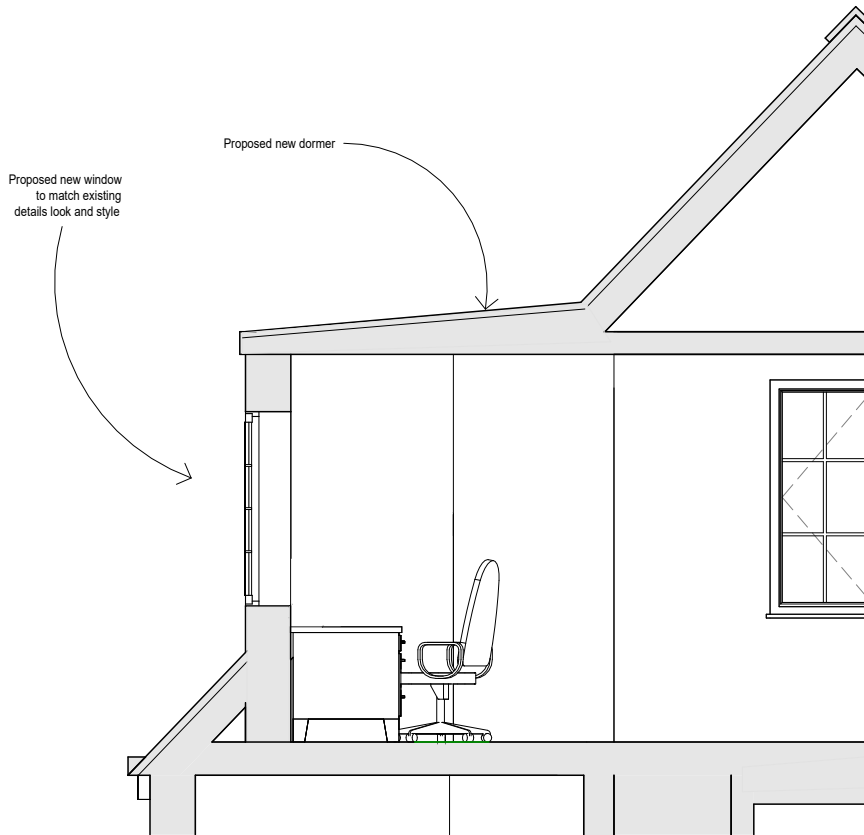 Proposed new dormer
Proposed new window
to match existing
details look and style